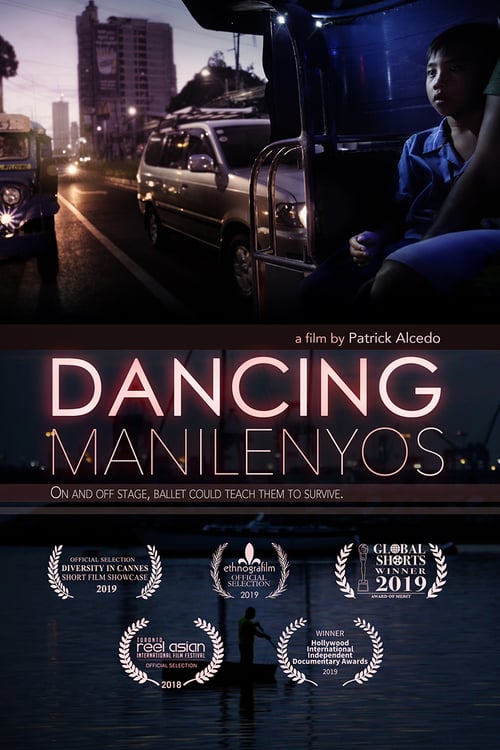 a film by Patrick Alcedo
DANCING
MANILENYOS
ON AND OFF STAGE, BALLET COULD TEACH THEM TO SURVIVE.
OFFICIAL SELECTION
DIVERSITY IN CANNES
SHORT FILM SHOWCASE
2019
ethnografilm
OFFICIAL
SELECTION
2019
GLOBAL
SHORTS
WINNER
2019
AWARD OF MERIT
TORONTO
reel asian
INTERNATIONAL FILM FESTIVAL
OFFICIAL SELECTION
2018
WINNER
Hollywood
International
Independent
Documentary Awards
2019